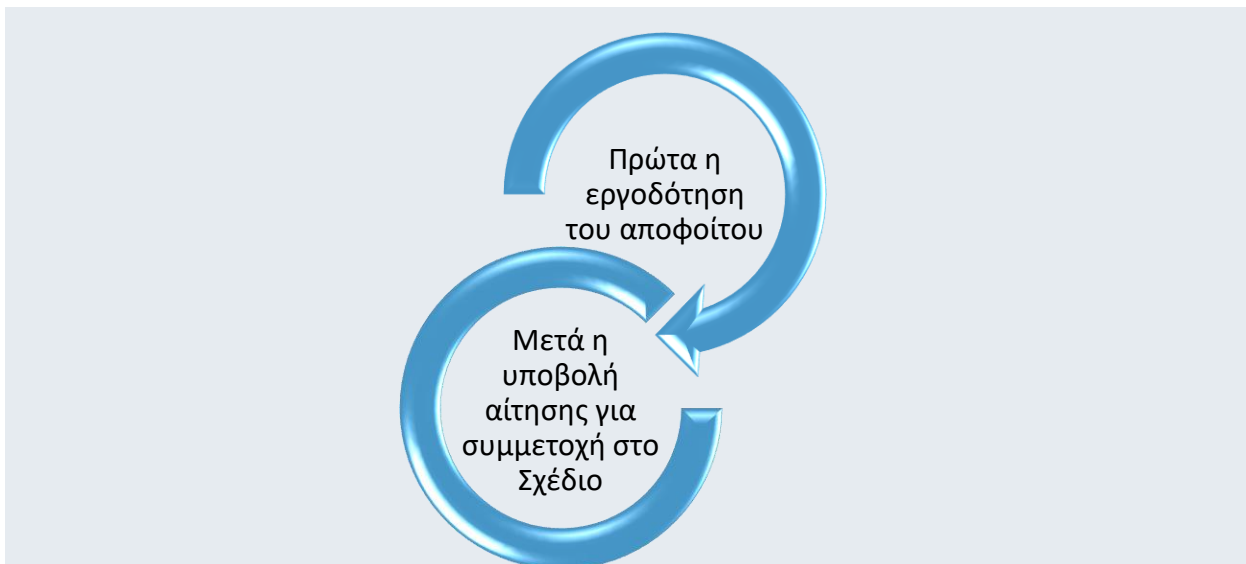 Πρώτα η
εργοδότηση
του αποφοίτου
Μετά η
υποβολή
αίτησης για
συμμετοχή στο
Σχέδιο